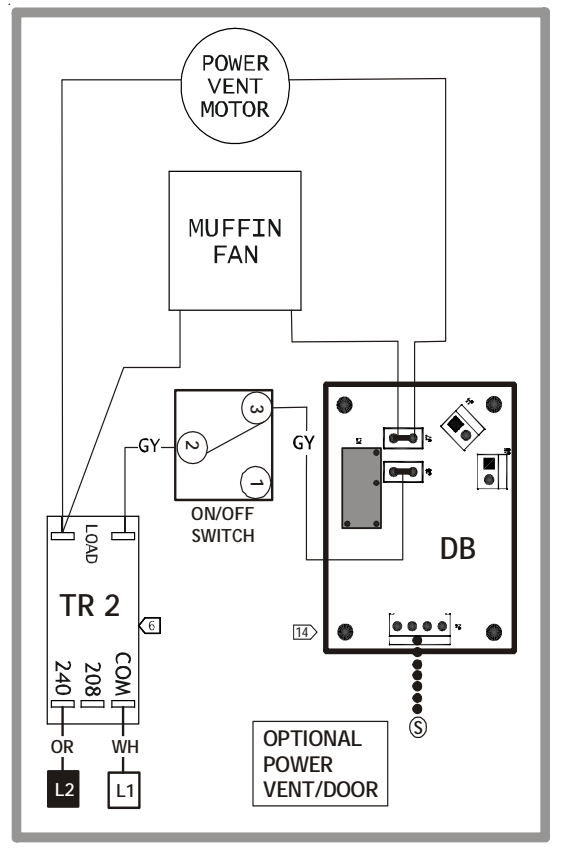 POWER
VENT
MOTOR
MUFFIN
FAN
3
GY
2
GY
1
ON/OFF
SWITCH
LOAD
DB
TR 2
6
14
240
208
COM
OR
WH
S
L2
L1
OPTIONAL
POWER
VENT/DOOR